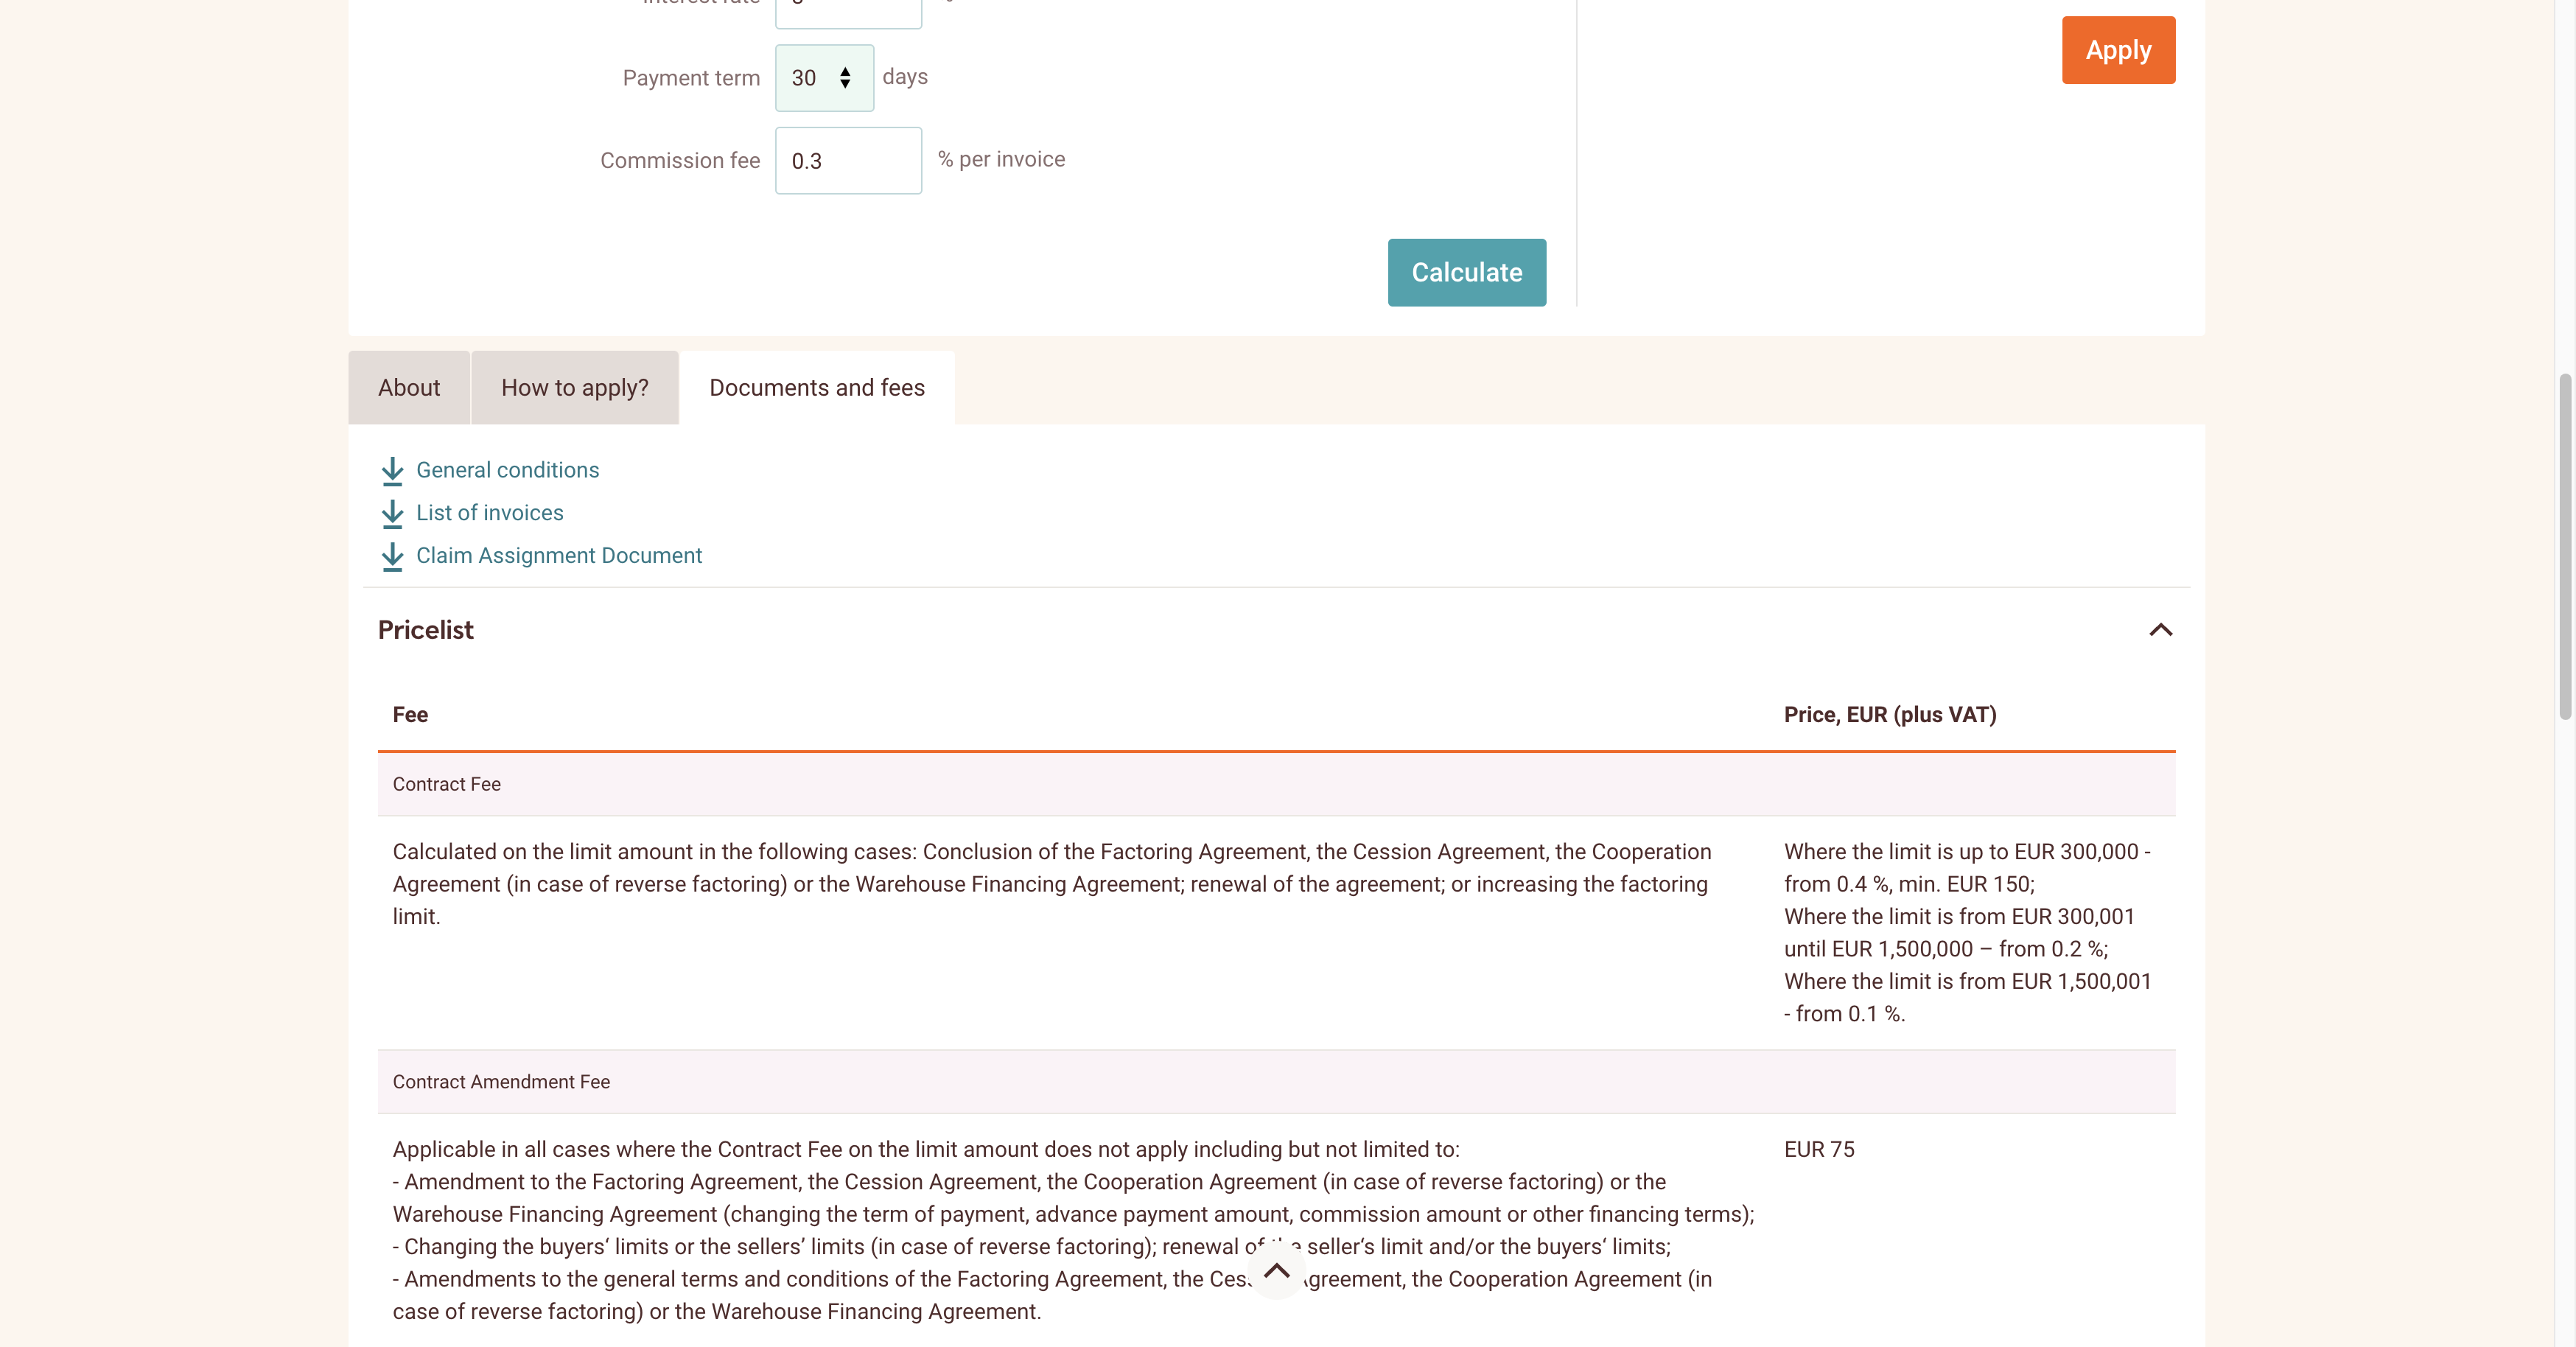 Apply
Payment term 30 days
Commission fee 0.3 % per invoice
Calculate
About How to apply? Documents and fees
General conditions
List of invoices
Claim Assignment Document
Pricelist
Fee Price, EUR (plus VAT)
Contract Fee
Calculated on the limit amount in the following cases: Conclusion of the Factoring Agreement, the Cession Agreement, the Cooperation
Agreement (in case of reverse factoring) or the Warehouse Financing Agreement; renewal of the agreement; or increasing the factoring
limit.
Where the limit is up to EUR 300,000 -
from 0.4 %, min. EUR 150;
Where the limit is from EUR 300,001
until EUR 1,500,000 – from 0.2 %;
Where the limit is from EUR 1,500,001
- from 0.1 %.
Contract Amendment Fee
Applicable in all cases where the Contract Fee on the limit amount does not apply including but not limited to:
- Amendment to the Factoring Agreement, the Cession Agreement, the Cooperation Agreement (in case of reverse factoring) or the
Warehouse Financing Agreement (changing the term of payment, advance payment amount, commission amount or other financing terms);
- Changing the buyers‘ limits or the sellers’ limits (in case of reverse factoring); renewal of seller‘s limit and/or the buyers‘ limits;
- Amendments to the general terms and conditions of the Factoring Agreement, the Agreement, the Cooperation Agreement (in
case of reverse factoring) or the Warehouse Financing Agreement.
EUR 75